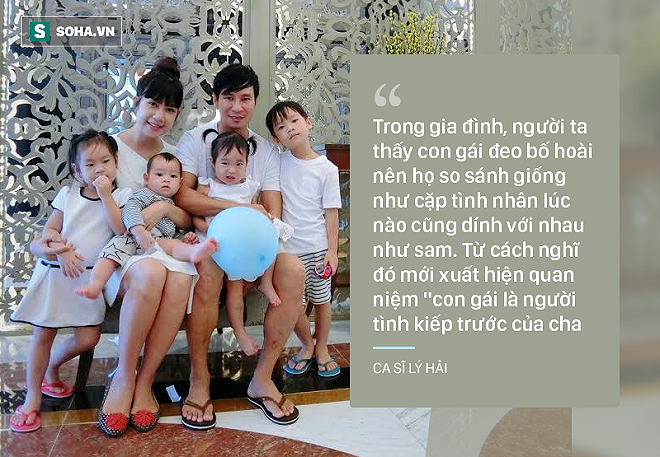 S SOHA.VN
“
Trong gia đình, người ta
thấy con gái đeo bố hoài
nên họ so sánh giống
như cặp tình nhân lúc
nào cũng dính với nhau
như sam. Từ cách nghĩ
đó mới xuất hiện quan
niệm "con gái là người
tình kiếp trước của cha
CA SĨ LÝ HẢI